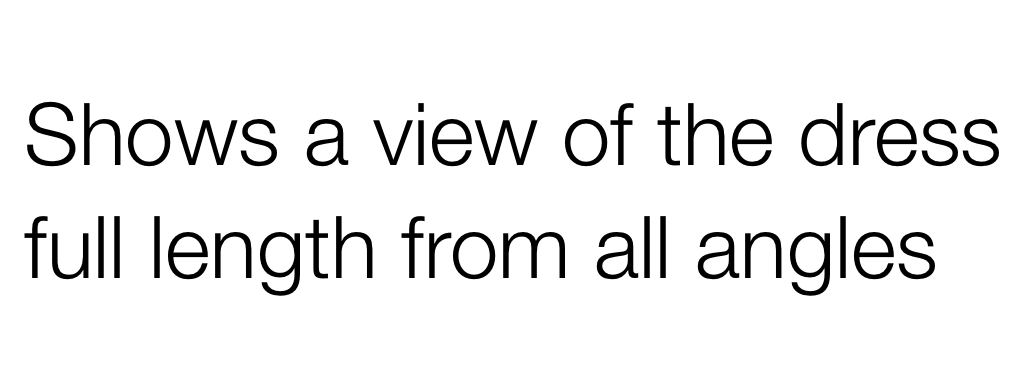 Shows a view of the dress
full length from all angles